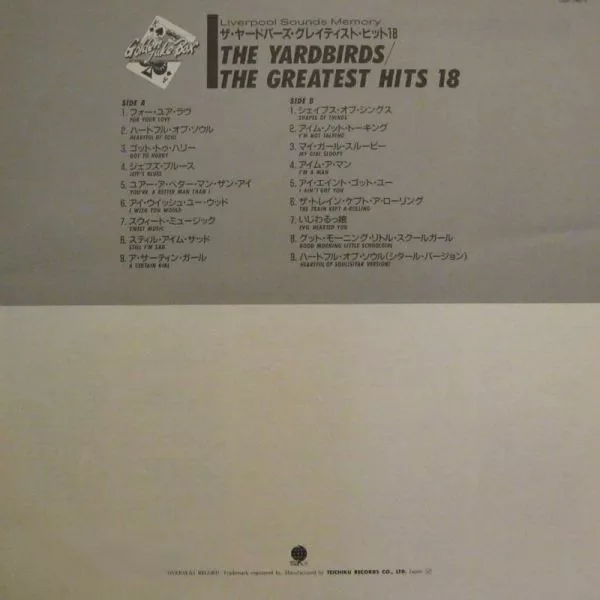 Golden Juke Box
Liverpool Sounds Memory
ザ・ヤードバーズ・グレイティスト・ヒット18
THE YARDBIRDS/
THE GREATEST HITS 18
SIDE A
1. フォー・ユア・ラヴ
FOR YOUR LOVE
2. ハートフル・オブ・ソウル
HEARTFUL OF SOUL
3. ゴット・トゥ・ハリー
GOT TO HURRY
4. ジェフズ・ブルース
JEFF'S BLUES
5. ユアー・ア・ベター・マン・ザン・アイ
YOU'RE A BETTER MAN THAN I
6. アイ・ウイッシュ・ユー・ウッド
I WISH YOU WOULD
7. スウィート・ミュージック
SWEET MUSIC
8. スティル・アイム・サッド
STILL I'M SAD
9. ア・サーティン・ガール
A CERTAIN GIRL
SIDE B
1. シェイプス・オブ・シングス
SHAPES OF THINGS
2. アイム・ノット・トーキング
I'M NOT TALKING
3. マイ・ガール・スルーピー
MY GIRL SLOOPY
4. アイム・ア・マン
I'M A MAN
5. アイ・エイント・ゴット・ユー
I AIN'T GOT YOU
6. ザ・トレイン・ケプト・ア・ローリング
THE TRAIN KEPT A-ROLLING
7. いじわるっ娘
EVIL HEARTED YOU
8. グット・モーニング・リトル・スクールガール
GOOD MORNING LITTLE SCHOOLGIRL
9. ハートフル・オブ・ソウル(シタール・バージョン)
HEARTFUL OF SOUL(SITAR VERSION)
OVERSEAS RECORD Trademark registered by, Manufactured by TEICHIKU RECORDS CO., LTD. Japan